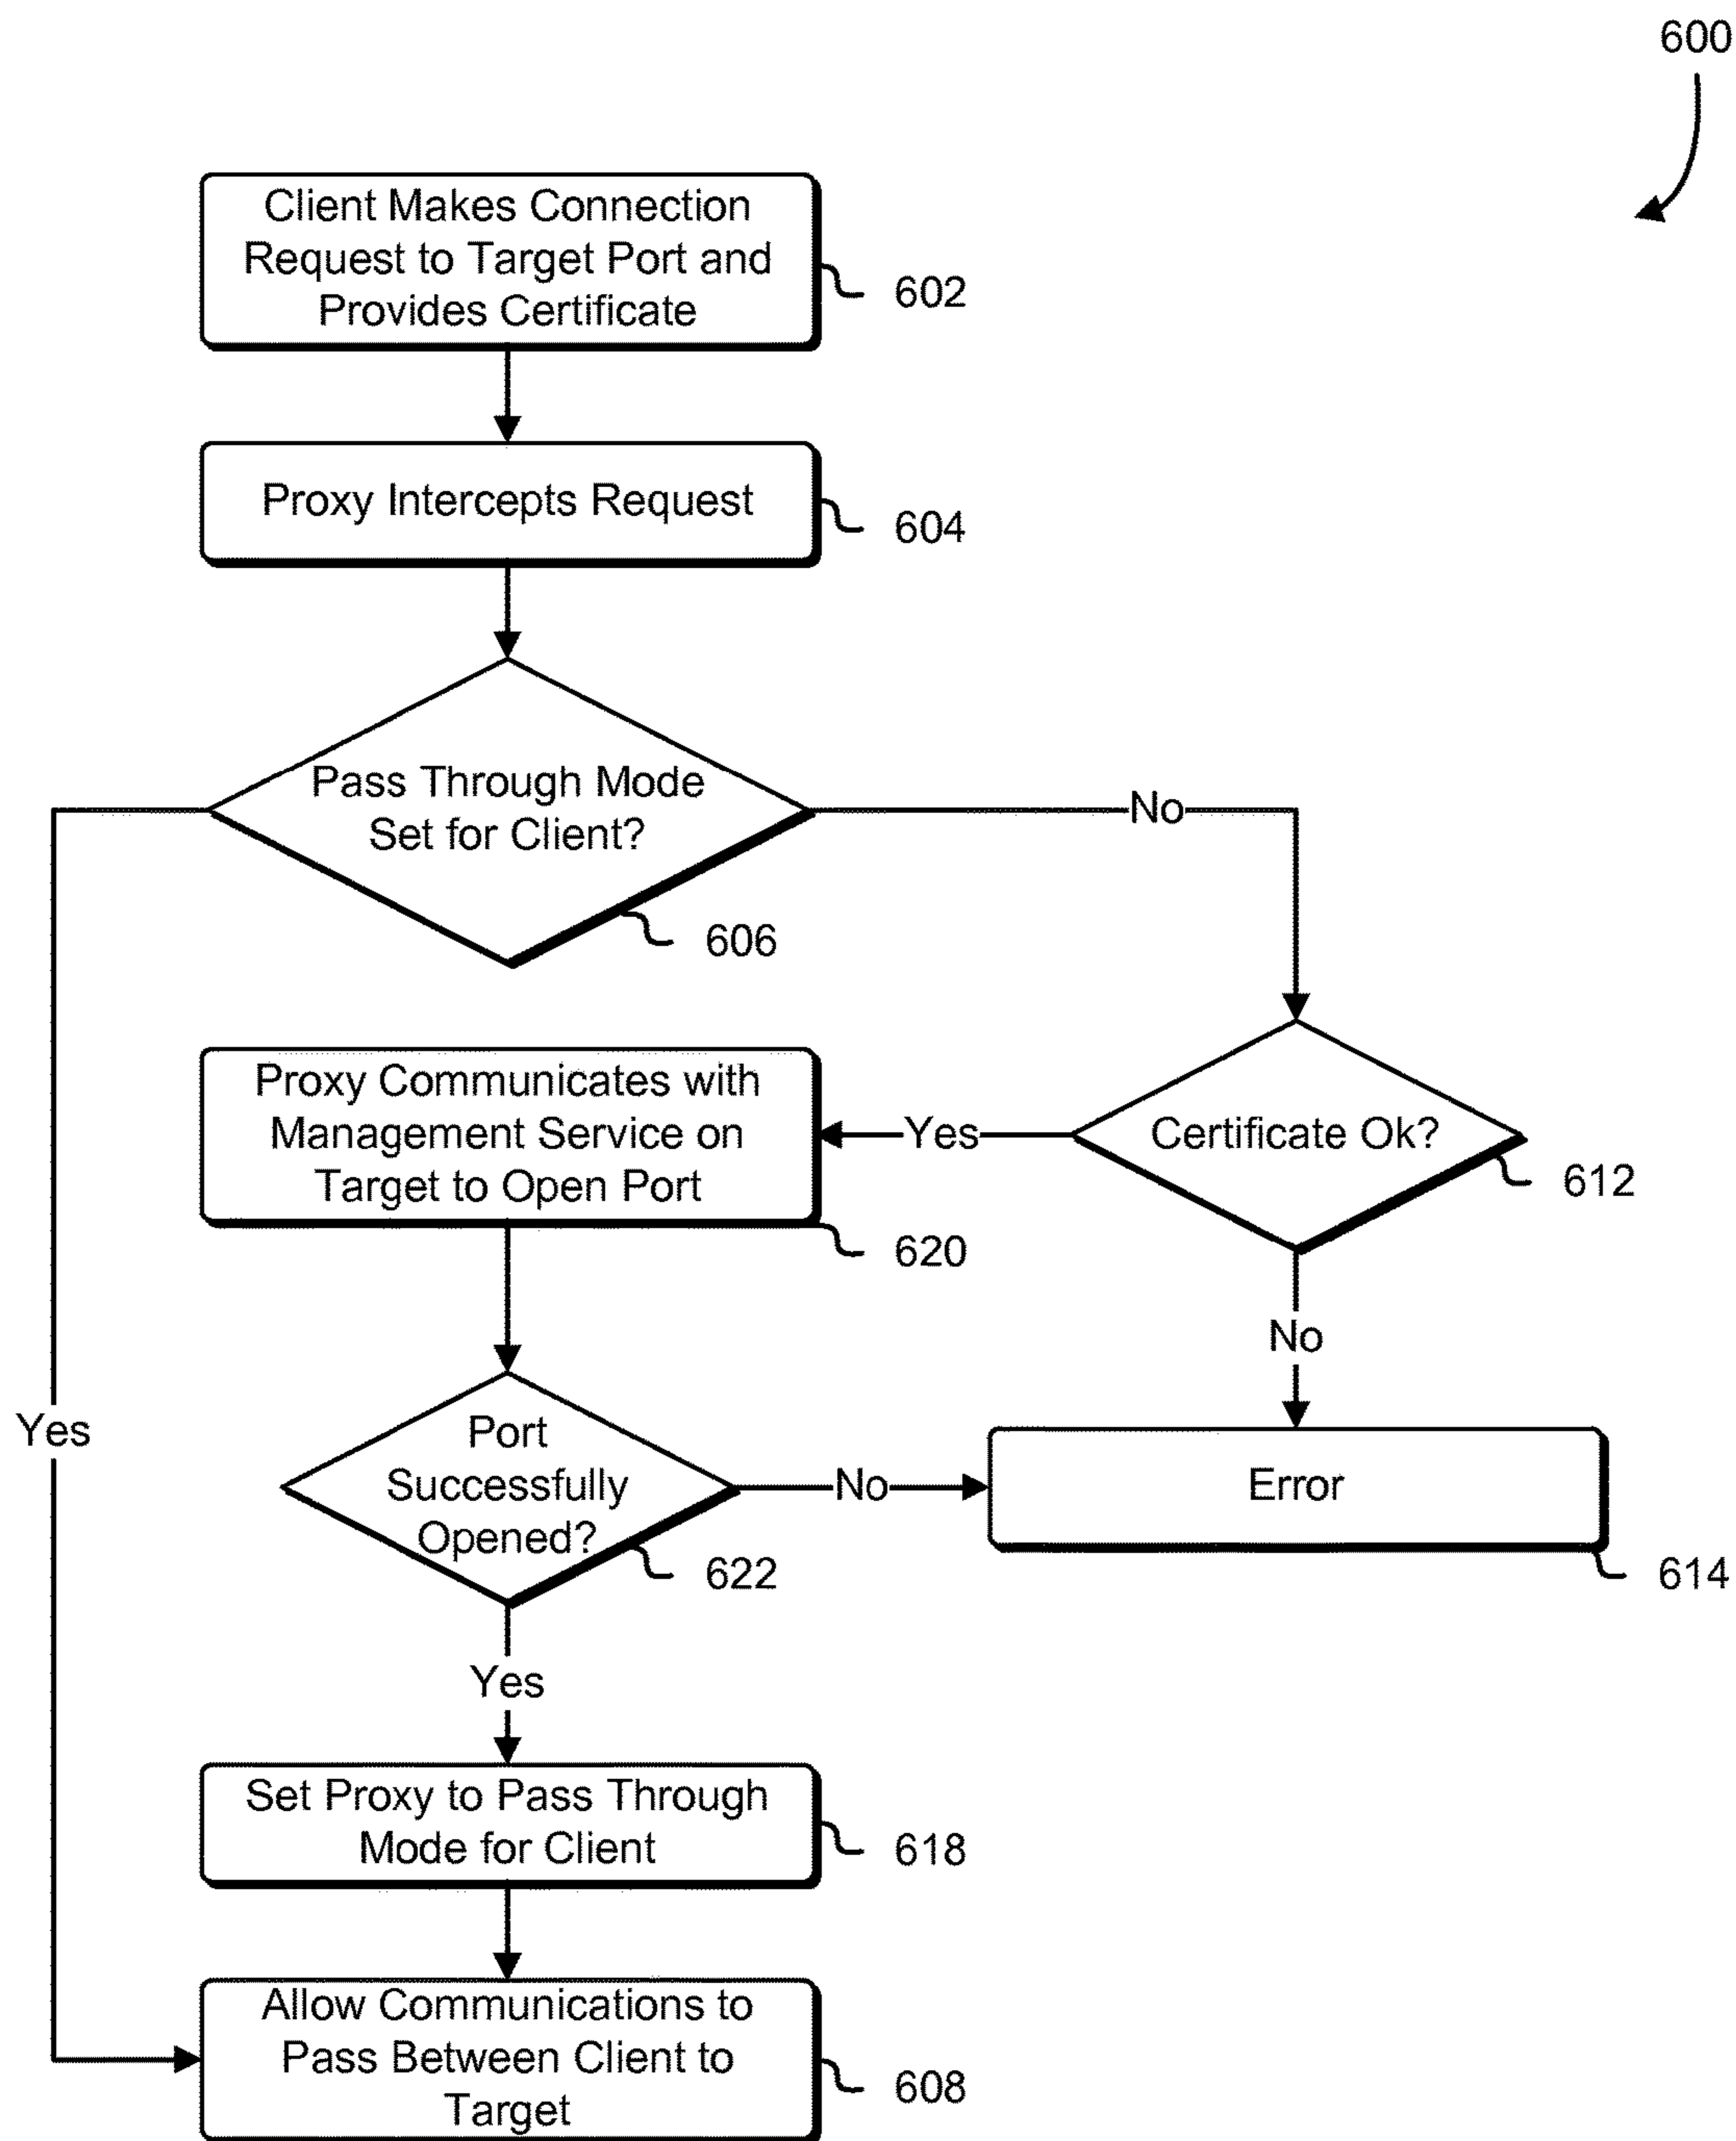 600
Client Makes Connection
Request to Target Port and
Provides Certificate
602
Proxy Intercepts Request
604
Pass Through Mode
Set for Client?
606
No
Proxy Communicates with
Management Service on
Target to Open Port
620
Yes
Certificate Ok?
612
No
Yes
Port
Successfully
Opened?
622
No
Error
614
Yes
Set Proxy to Pass Through
Mode for Client
618
Allow Communications to
Pass Between Client to
Target
608